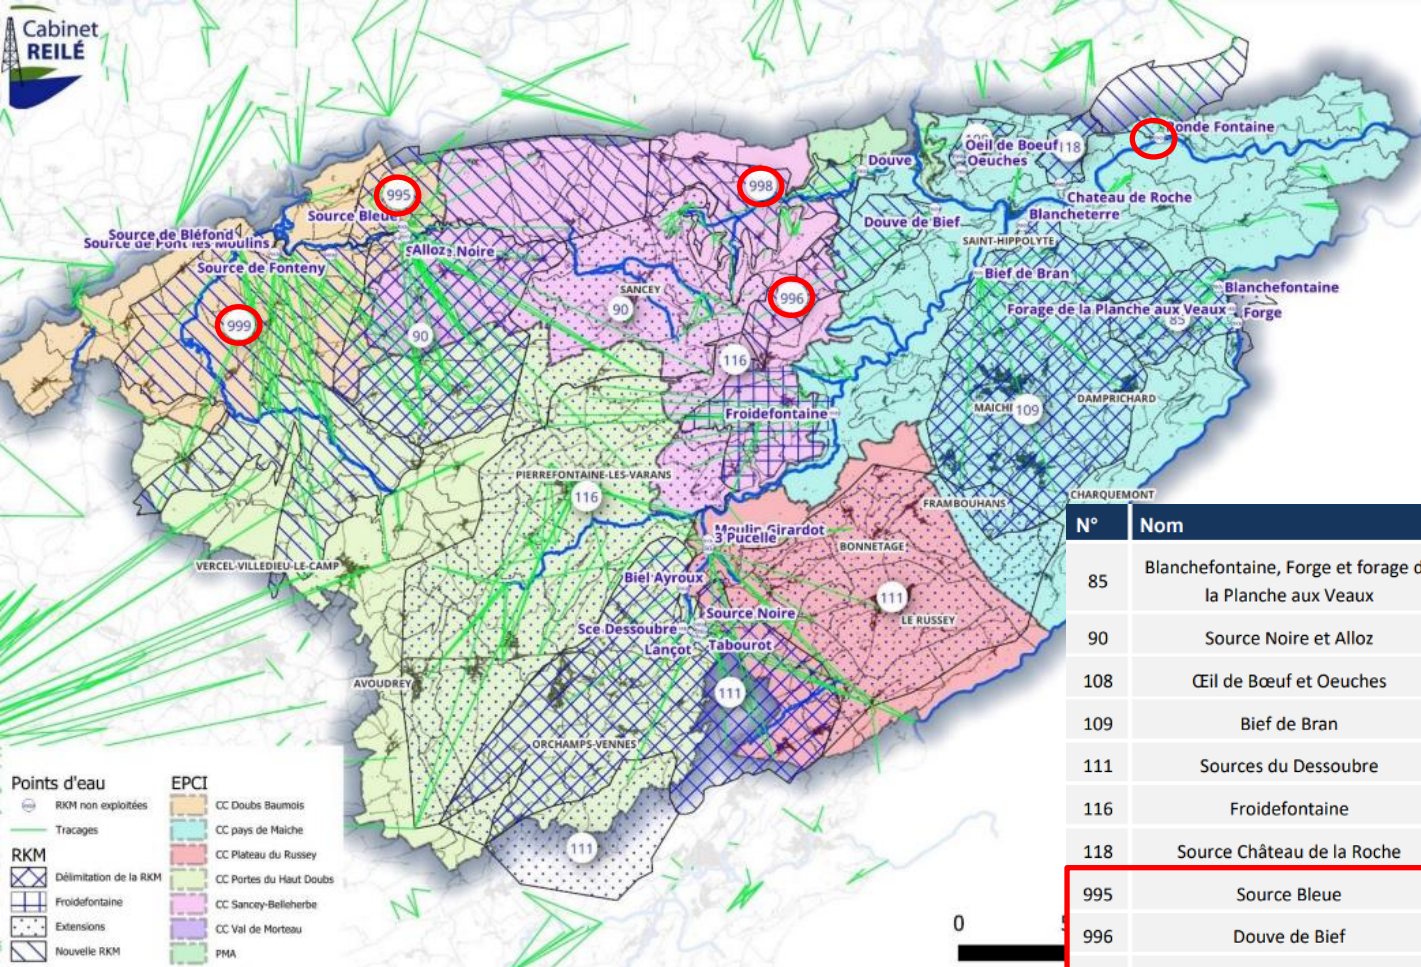 Cabinet
REILÉ
onde Fontaine
108
Oeil de Boeuf
118
Oeuches
Douve
995
998
Chateau de Roche
Source Bleue
Blancheterre
Douve de Bief
Source de Bléfond
Source de Font les Moulins
Alloz
e Noire
SAINT-HIPPOLYTE
Source de Fonteny
Bief de Bran
SANCEY
Blanchefontaine
996
90
Forage de la Planche aux Veaux
Forge
999
85
90
116
DAMPRICHARD
MAICHE
109
Froidefontaine
PIERREFONTAINE-LES-VARANS
116
FRAMBOUHANS
CHARQUEMONT
Moulin Girardot
3 Pucelle
BONNETAGE
VERCEL-VILLEDIEU-LE-CAMP
Biel Ayroux
111
Source Noire
LE RUSSEY
Sce Dessoubre
Tabourot
Lançot
AVOUDREY
111
ORCHAMPS-VENNES
111
Points d'eau
RKM non exploitées
Tracages
RKM
Délimitation de la RKM
Froidefontaine
Extensions
Nouvelle RKM
EPCI
CC Doubs Baumois
CC pays de Maiche
CC Plateau du Russey
CC Portes du Haut Doubs
CC Sancey-Belleherbe
CC Val de Morteau
PMA
0
N° Nom
85 Blanchefontaine, Forge et forage d
la Planche aux Veaux
90 Source Noire et Alloz
108 Œil de Bœuf et Oeuches
109 Bief de Bran
111 Sources du Dessoubre
116 Froidefontaine
118 Source Château de la Roche
995 Source Bleue
996 Douve de Bief